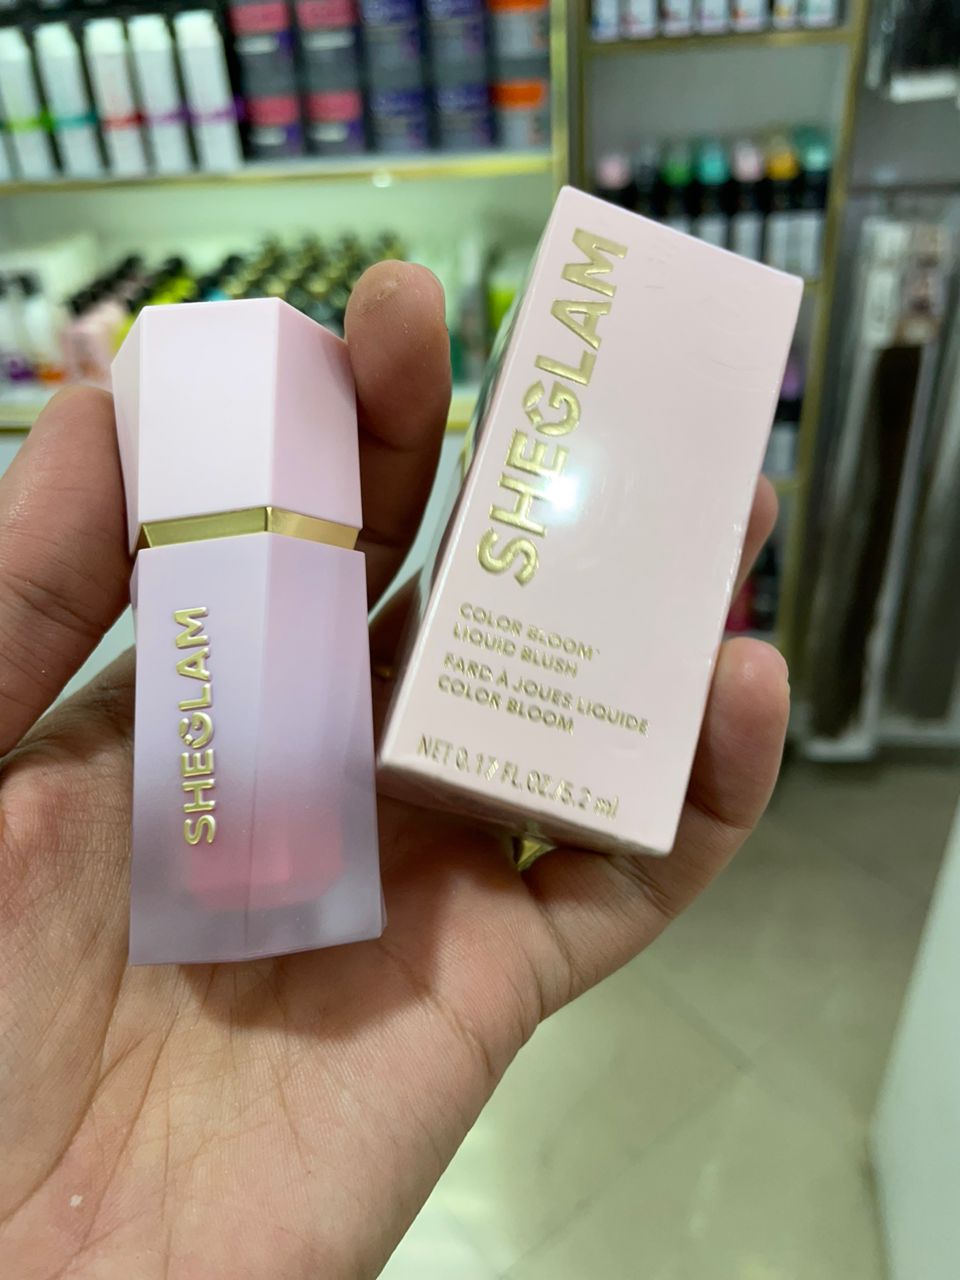 SHEGLAM
SHEGLAM
COLOR BLOOM
LIQUID BLUSH
FARD À JOUES LIQUIDE
COLOR BLOOM
NET 0.17 FL.OZ./5.2 ml